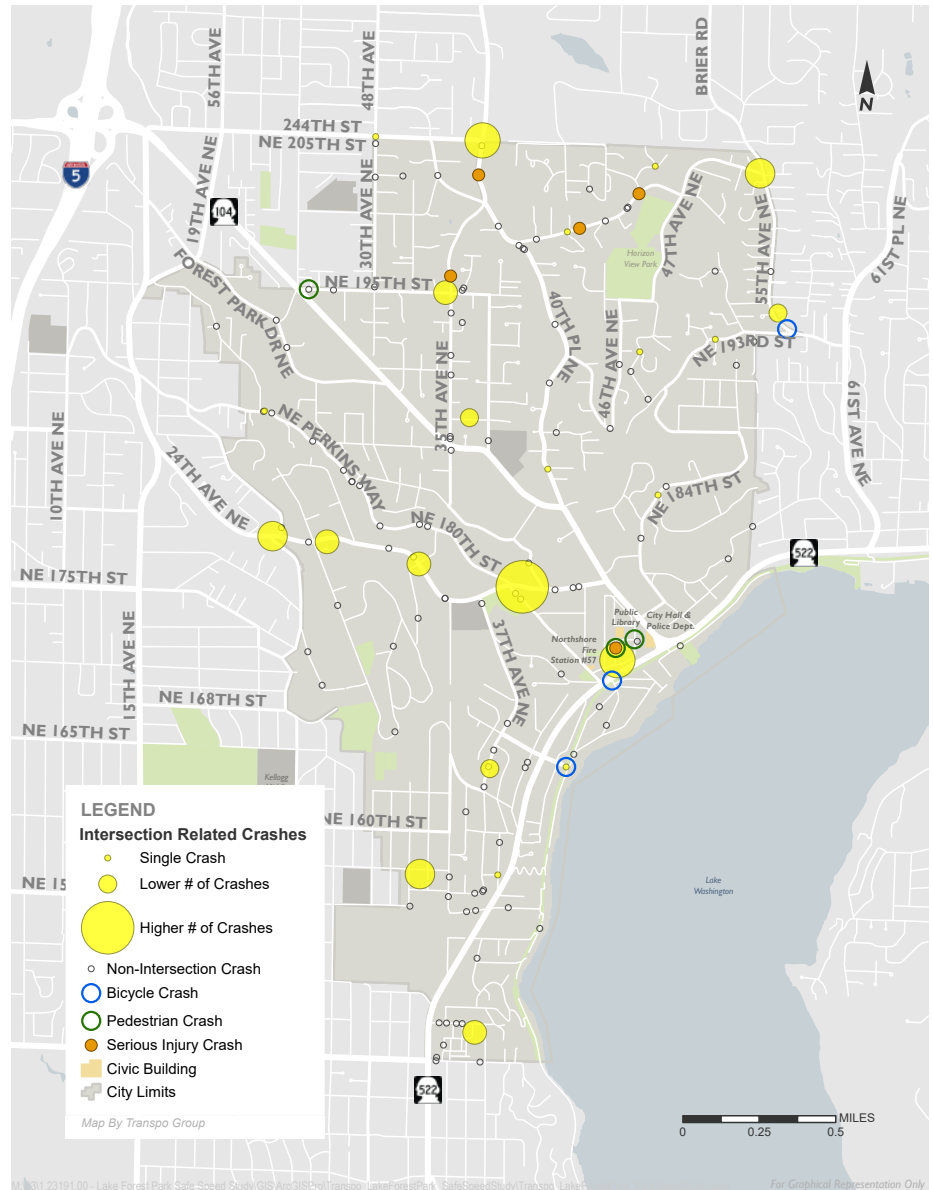 56TH AVE
48TH AVE
BRIER RD
N
244TH ST
NE 205TH ST
5
19TH AVE NE
104
30TH AVE NE
47TH AVE NE
55TH AVE NE
61ST PL NE
Horizon
View Park
FOREST PARK DR NE
NE 195TH ST
40TH PL NE
46TH AVE NE
NE 193RD ST
35TH AVE NE
61ST AVE NE
10TH AVE NE
NE PERKINS WAY
24TH AVE NE
NE 184TH ST
NE 180TH ST
522
NE 175TH ST
Public
Library
City Hall &
Police Dept.
Northshore
Fire
Station #57
15TH AVE NE
37TH AVE NE
NE 168TH ST
NE 165TH ST
Kellogg
NE 160TH ST
NE 15
Lake
Washington
LEGEND
Intersection Related Crashes
Single Crash
Lower # of Crashes
Higher # of Crashes
Non-Intersection Crash
Bicycle Crash
Pedestrian Crash
Serious Injury Crash
Civic Building
City Limits
Map By Transpo Group
522
MILES
0 0.25 0.5
For Graphical Representation Only